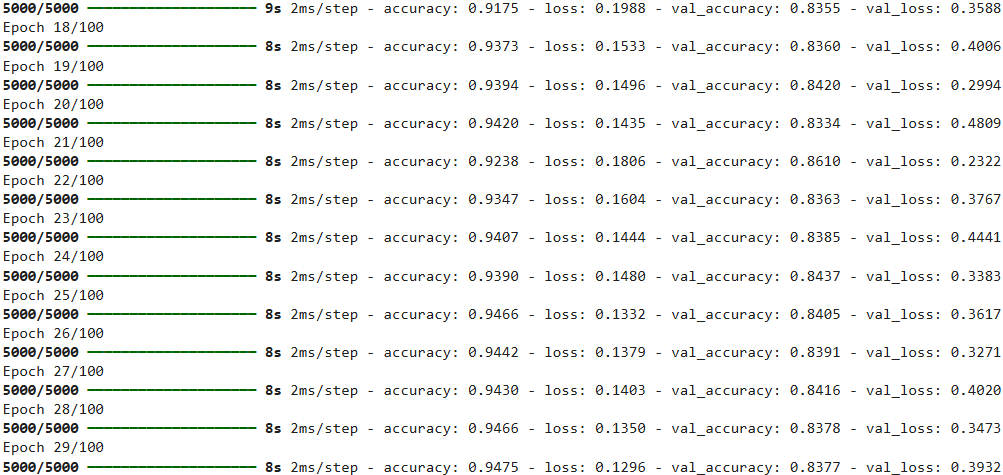 5000/5000 ━━━━━━━━━━━━━━━━━━━━ 9s 2ms/step - accuracy: 0.9175 - loss: 0.1988 - val_accuracy: 0.8355 - val_loss: 0.3588
Epoch 18/100
5000/5000 ━━━━━━━━━━━━━━━━━━━━ 8s 2ms/step - accuracy: 0.9373 - loss: 0.1533 - val_accuracy: 0.8360 - val_loss: 0.4006
Epoch 19/100
5000/5000 ━━━━━━━━━━━━━━━━━━━━ 8s 2ms/step - accuracy: 0.9394 - loss: 0.1496 - val_accuracy: 0.8420 - val_loss: 0.2994
Epoch 20/100
5000/5000 ━━━━━━━━━━━━━━━━━━━━ 8s 2ms/step - accuracy: 0.9420 - loss: 0.1435 - val_accuracy: 0.8334 - val_loss: 0.4809
Epoch 21/100
5000/5000 ━━━━━━━━━━━━━━━━━━━━ 8s 2ms/step - accuracy: 0.9238 - loss: 0.1806 - val_accuracy: 0.8610 - val_loss: 0.2322
Epoch 22/100
5000/5000 ━━━━━━━━━━━━━━━━━━━━ 8s 2ms/step - accuracy: 0.9347 - loss: 0.1604 - val_accuracy: 0.8363 - val_loss: 0.3767
Epoch 23/100
5000/5000 ━━━━━━━━━━━━━━━━━━━━ 8s 2ms/step - accuracy: 0.9407 - loss: 0.1444 - val_accuracy: 0.8385 - val_loss: 0.4441
Epoch 24/100
5000/5000 ━━━━━━━━━━━━━━━━━━━━ 8s 2ms/step - accuracy: 0.9390 - loss: 0.1480 - val_accuracy: 0.8437 - val_loss: 0.3383
Epoch 25/100
5000/5000 ━━━━━━━━━━━━━━━━━━━━ 8s 2ms/step - accuracy: 0.9466 - loss: 0.1332 - val_accuracy: 0.8405 - val_loss: 0.3617
Epoch 26/100
5000/5000 ━━━━━━━━━━━━━━━━━━━━ 8s 2ms/step - accuracy: 0.9442 - loss: 0.1379 - val_accuracy: 0.8391 - val_loss: 0.3271
Epoch 27/100
5000/5000 ━━━━━━━━━━━━━━━━━━━━ 8s 2ms/step - accuracy: 0.9430 - loss: 0.1403 - val_accuracy: 0.8416 - val_loss: 0.4020
Epoch 28/100
5000/5000 ━━━━━━━━━━━━━━━━━━━━ 8s 2ms/step - accuracy: 0.9466 - loss: 0.1350 - val_accuracy: 0.8378 - val_loss: 0.3473
Epoch 29/100
5000/5000 ━━━━━━━━━━━━━━━━━━━━ 8s 2ms/step - accuracy: 0.9475 - loss: 0.1296 - val_accuracy: 0.8377 - val_loss: 0.3932